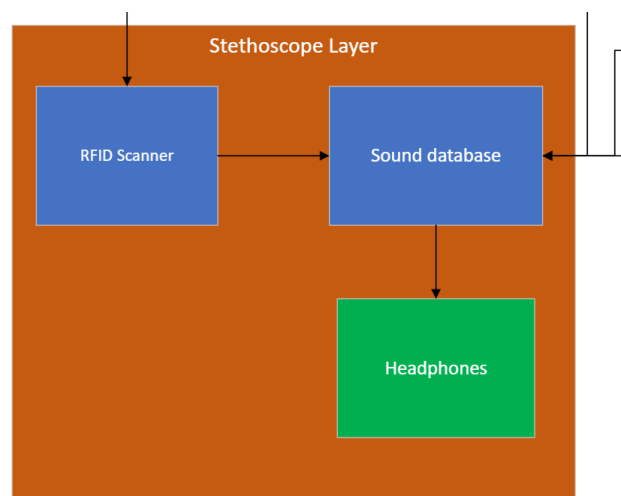 Stethoscope Layer
RFID Scanner
Sound database
Headphones